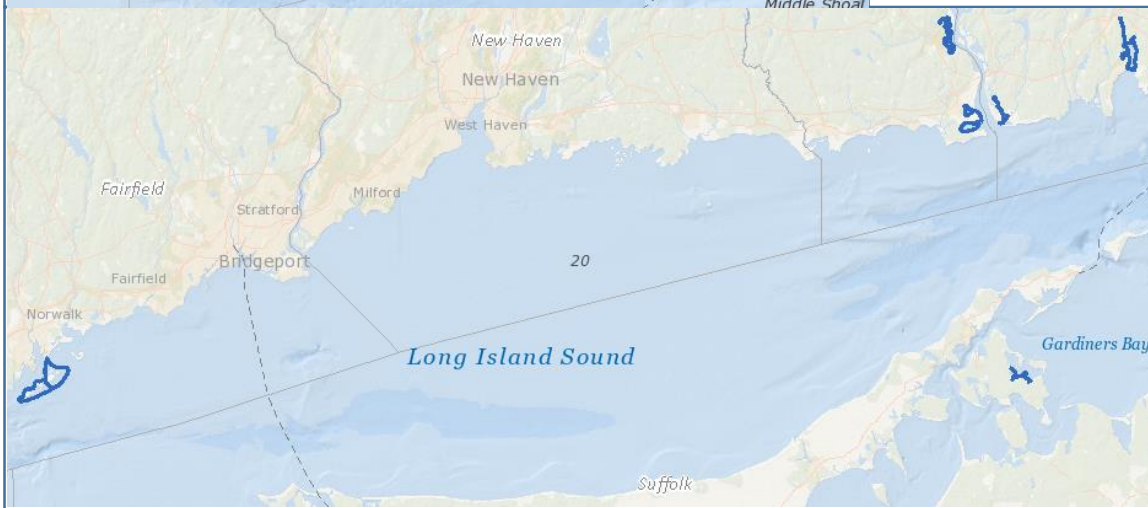 Middle Shoal
New Haven
New Haven
West Haven
Fairfield
Milford
Stratford
20
Bridgeport
Fairfield
Norwalk
Long Island Sound
Gardiners Bay
Suffolk